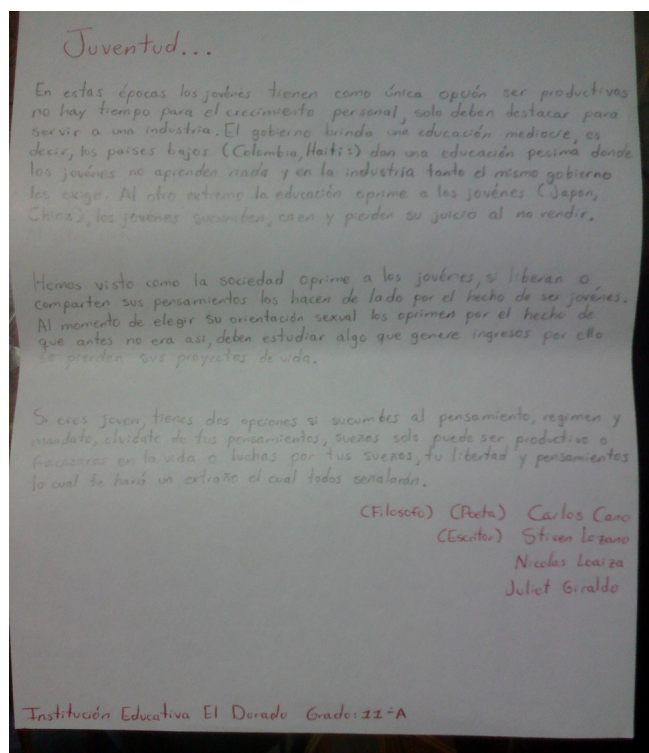 Juventud...
En estas épocas los jovénes tienen como única opción ser productivos
no hay tiempo para el crecimiento personal, solo deben destacar para
servir a una industria. El gobierno brinda una educación mediocre, es
decir, los paises bajos (Colombia, Haitis) dan una educación pesima donde
los jovénes no aprenden nada y en la industria tanto el mismo gobierno
les exige. Al otro extremo la educación oprime a los jovénes (Japon,
China), los jovenes sucumben, caen y pierden su juicio al no rendir.
Hemos visto como la sociedad oprime a los jovénes, si liberan o
comparten sus pensamientos los hacen de lado por el hecho de ser jovénes.
Al momento de elegir su orientación sexual los oprimen por el hecho de
que antes no era asi, deben estudiar algo que genere ingresos por ello
se pierden sus proyectos de vida.
Si eres joven, tienes dos opciones si sucumbes al pensamiento, regimen y
mandato, olvidate de tus pensamientos, sueños solo puede ser productivo o
fracasaras en la vida o luchas por tus sueños, tu libertad y pensamientos
lo cual te hará un extraño el cual todos señalarán.
(Filosofo) (Poeta) Carlos Cano
(Escritor) Stiven Lozano
Nicolas Loaiza
Juliet Giraldo
Institución Educativa El Dorado Grado: 11-A